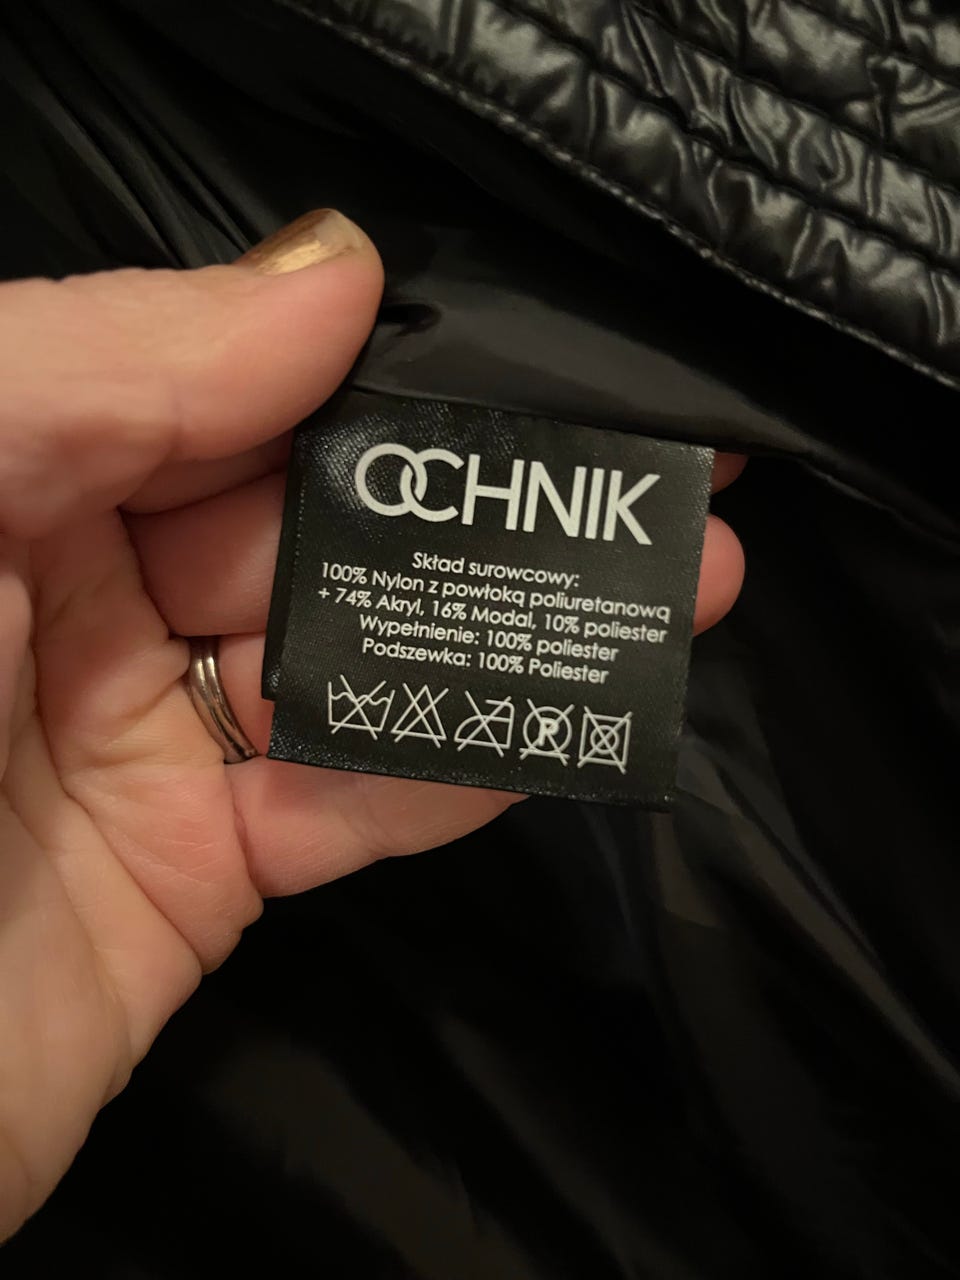 OCHNIK
Skład surowcowy:
100% Nylon z powłoką poliuretanową
+ 74% Akryl, 16% Modal, 10% poliester
Wypełnienie: 100% poliester
Podszewka: 100% Poliester
P